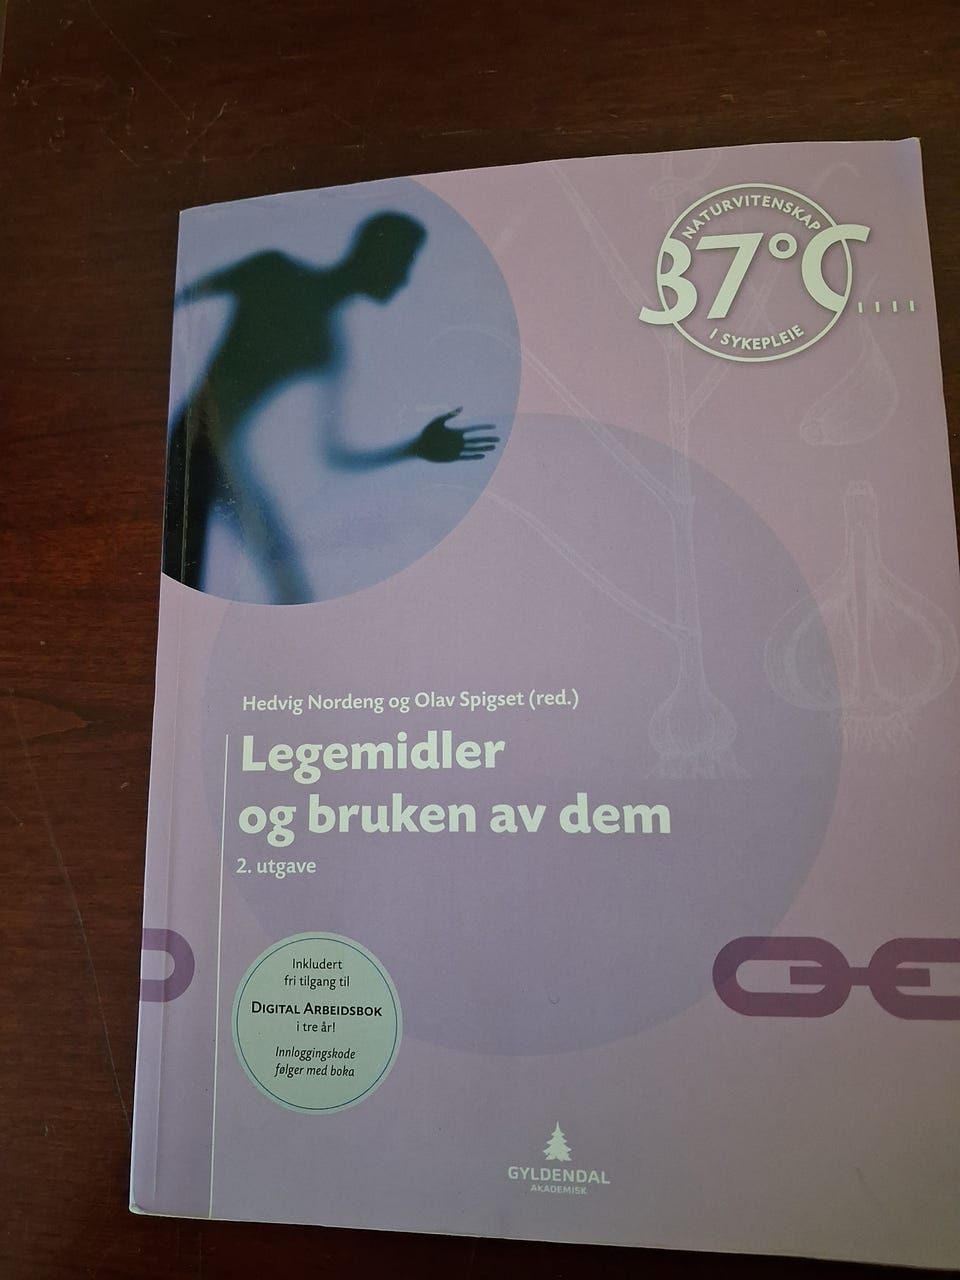 NATURVITENSKAP
37°C
I SYKEPLEIE
Hedvig Nordeng og Olav Spigset (red.)
Legemidler
og bruken av dem
2. utgave
Inkludert
fri tilgang til
DIGITAL ARBEIDSBOK
i tre år!
Innloggingskode
følger med boka
GYLDENDAL
AKADEMISK